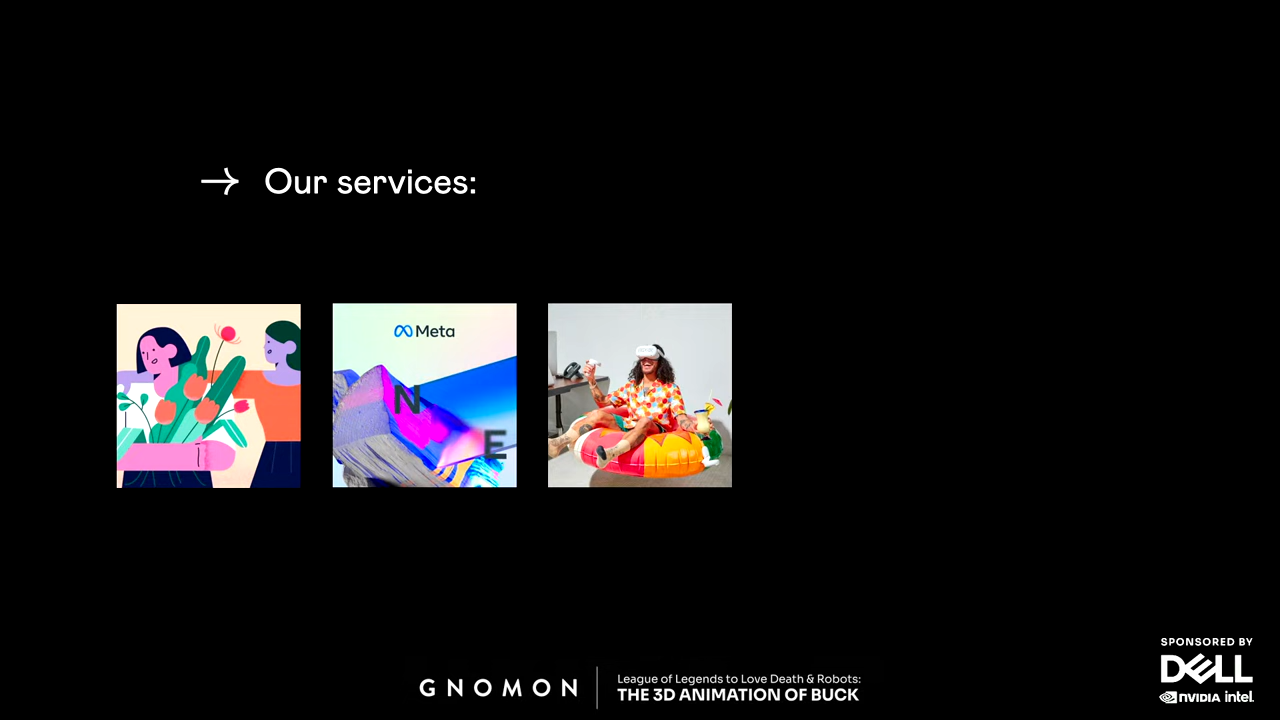 Our services:
Meta
N
E
SPONSORED BY
DELL
NVIDIA intel.
GNOMON
League of Legends to Love Death & Robots:
THE 3D ANIMATION OF BUCK